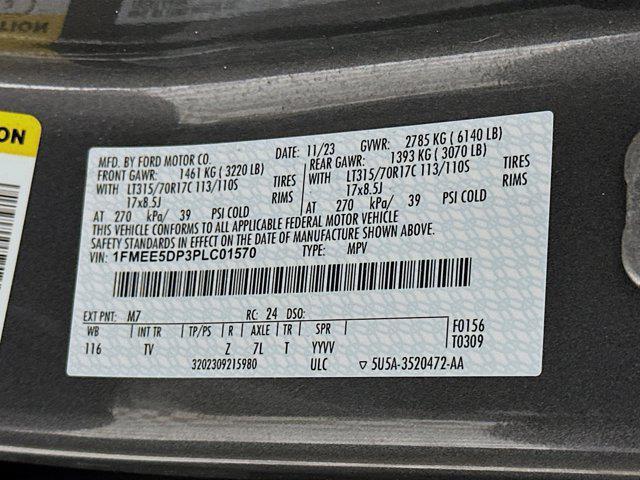 ON
MFD. BY FORD MOTOR CO. DATE: 11/23 GVWR: 2785 KG ( 6140 LB)
FRONT GAWR: 1461 KG ( 3220 LB) REAR GAWR: 1393 KG ( 3070 LB)
WITH LT315/70R17C 113/110S TIRES WITH LT315/70R17C 113/110S TIRES
17x8.5J RIMS 17x8.5J RIMS
AT 270 kPa/ 39 PSI COLD AT 270 kPa/ 39 PSI COLD
THIS VEHICLE CONFORMS TO ALL APPLICABLE FEDERAL MOTOR VEHICLE
SAFETY STANDARDS IN EFFECT ON THE DATE OF MANUFACTURE SHOWN ABOVE.
VIN: 1FMEE5DP3PLC01570 TYPE: MPV
EXT PNT: M7 RC: 24 DSO:
WB INT TR TP/PS R AXLE TR SPR F0156
116 TV Z 7L T YYVV T0309
3202309215980 ULC ▽ 5U5A-3520472-AA